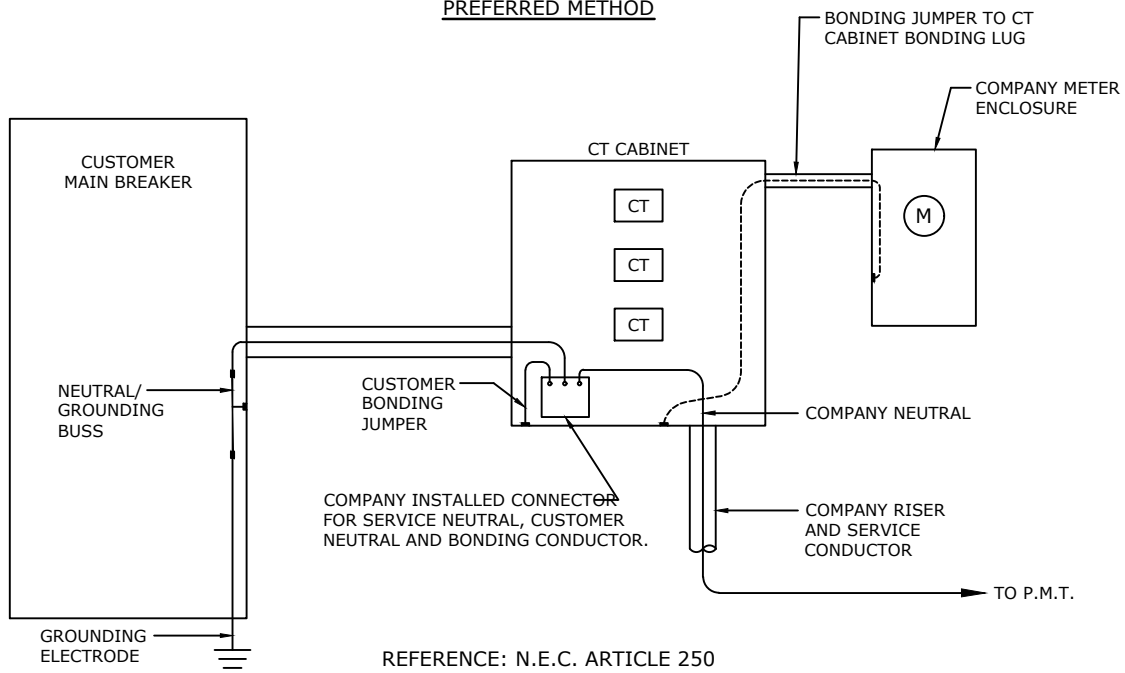 PREFERRED METHOD
BONDING JUMPER TO CT
CABINET BONDING LUG
COMPANY METER
ENCLOSURE
CUSTOMER
MAIN BREAKER
CT CABINET
CT
M
CT
CT
NEUTRAL/
GROUNDING
BUSS
CUSTOMER
BONDING
JUMPER
COMPANY NEUTRAL
COMPANY INSTALLED CONNECTOR
FOR SERVICE NEUTRAL, CUSTOMER
NEUTRAL AND BONDING CONDUCTOR.
COMPANY RISER
AND SERVICE
CONDUCTOR
TO P.M.T.
GROUNDING
ELECTRODE
REFERENCE: N.E.C. ARTICLE 250